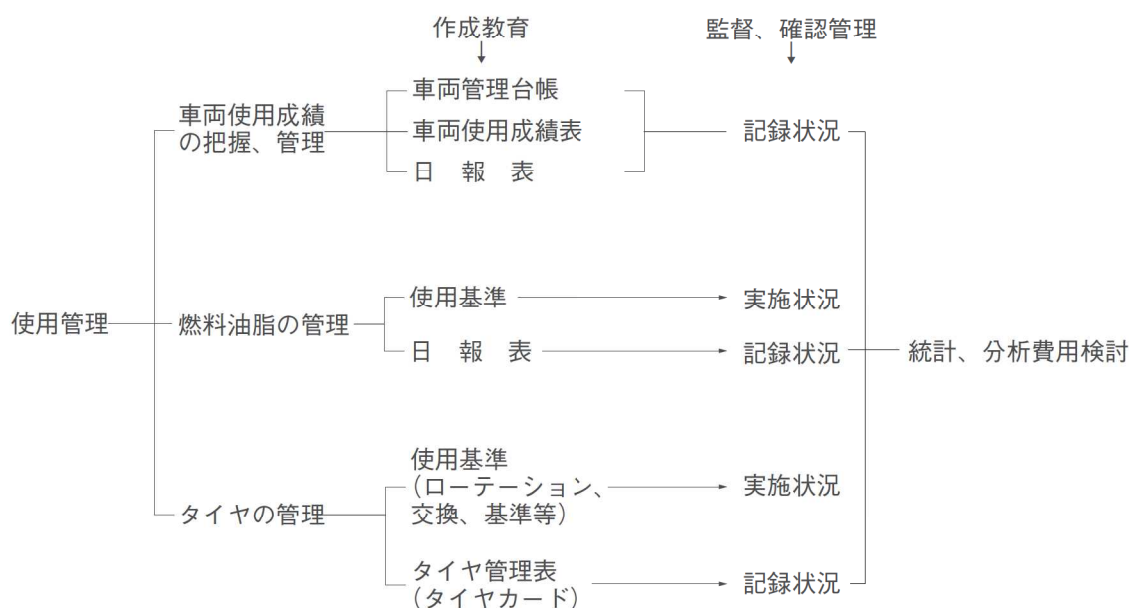 作成教育
監督、確認管理
車両使用成績
の把握、管理
車両管理台帳
車両使用成績表
日 報 表
記録状況
使用管理
燃料油脂の管理
使用基準
実施状況
日 報 表
記録状況
統計、分析費用検討
タイヤの管理
使用基準
(ローテーション、
交換、基準等)
実施状況
タイヤ管理表
(タイヤカード)
記録状況